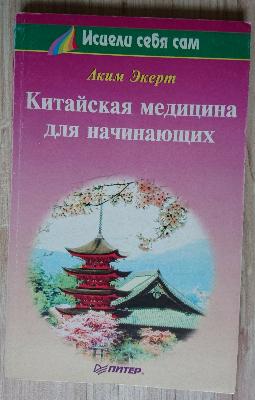 Исцели себя сам
Аким Экерт
Китайская медицина
для начинающих
ПИТЕР